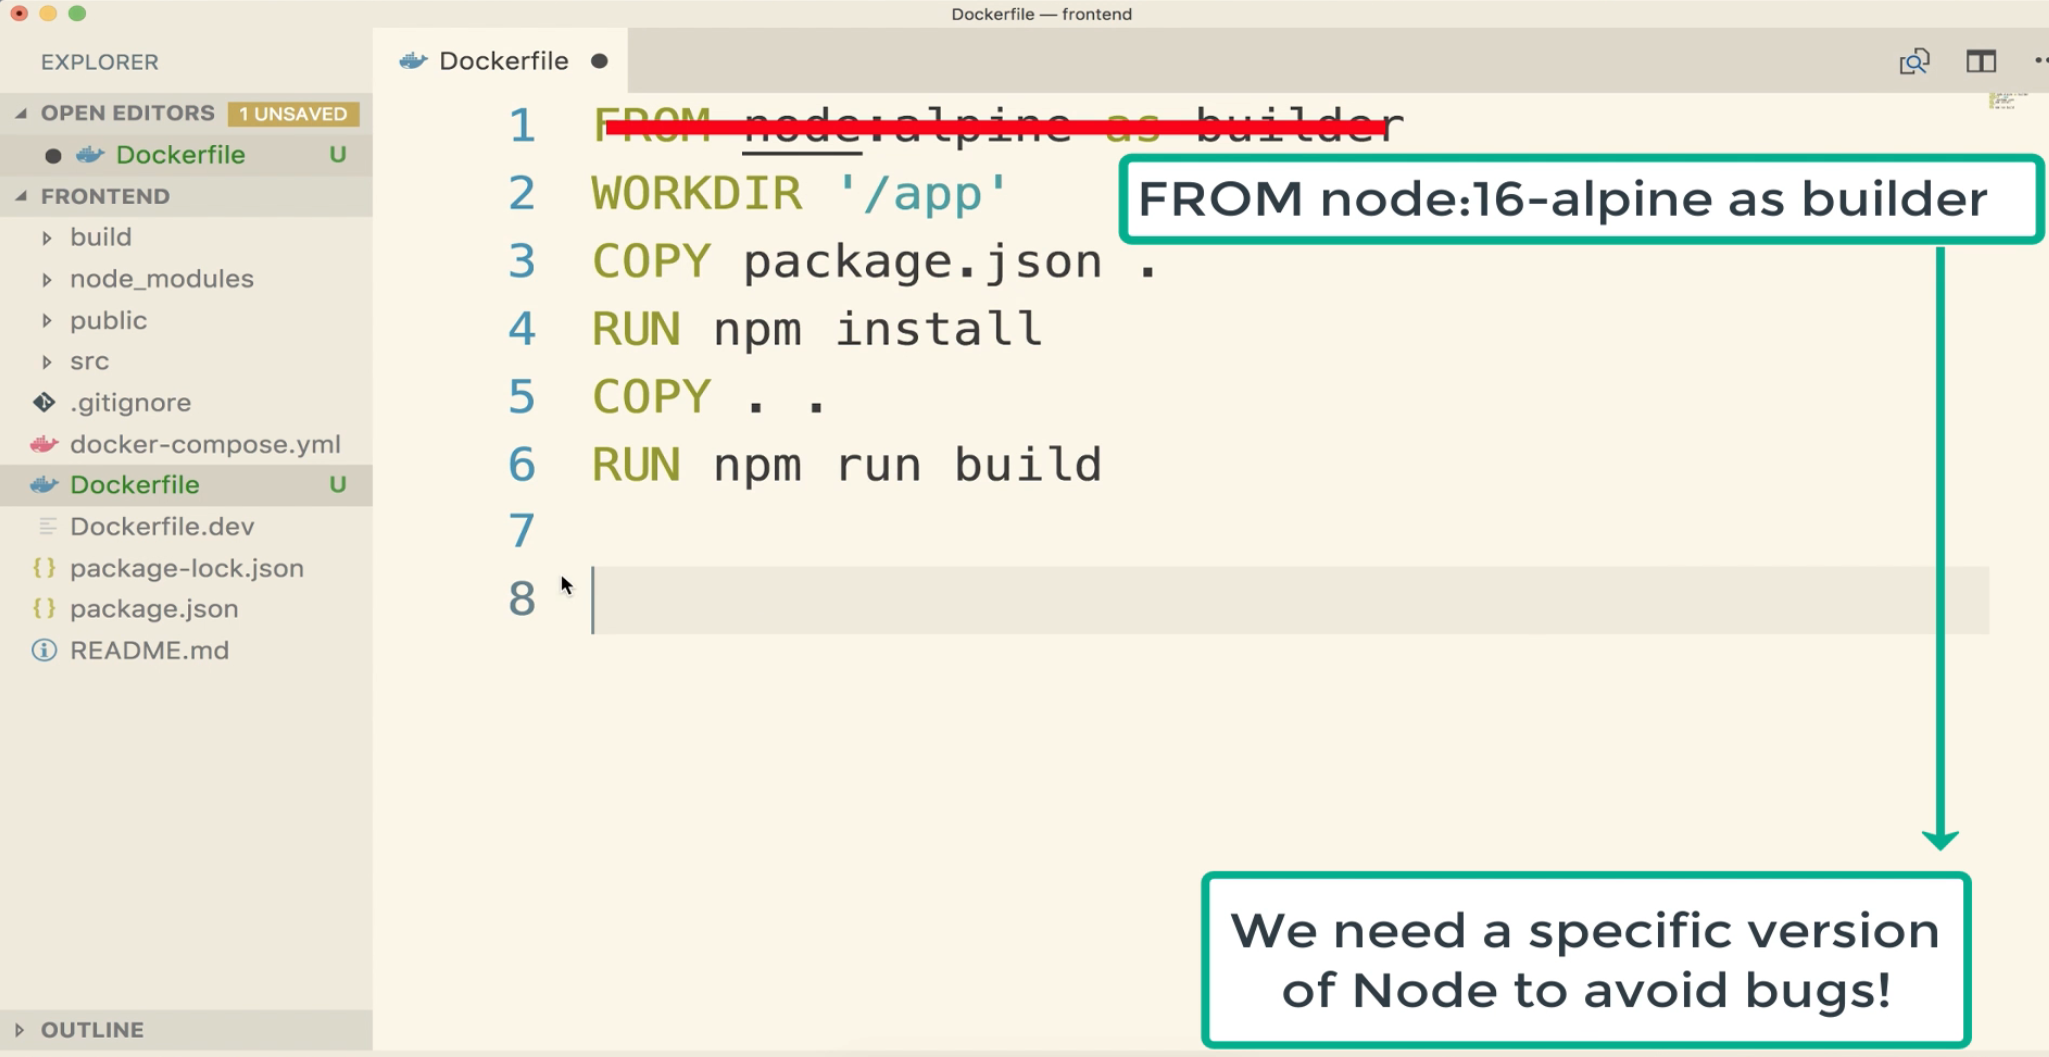 Dockerfile — frontend
EXPLORER
Dockerfile
OPEN EDITORS 1 UNSAVED
Dockerfile U
FRONTEND
build
node_modules
public
src
.gitignore
docker-compose.yml
Dockerfile U
Dockerfile.dev
package-lock.json
package.json
README.md
OUTLINE
1 FROM node:alpine as builder
2 WORKDIR '/app'
3 COPY package.json .
4 RUN npm install
5 COPY . .
6 RUN npm run build
7
8
FROM node:16-alpine as builder
We need a specific version
of Node to avoid bugs!